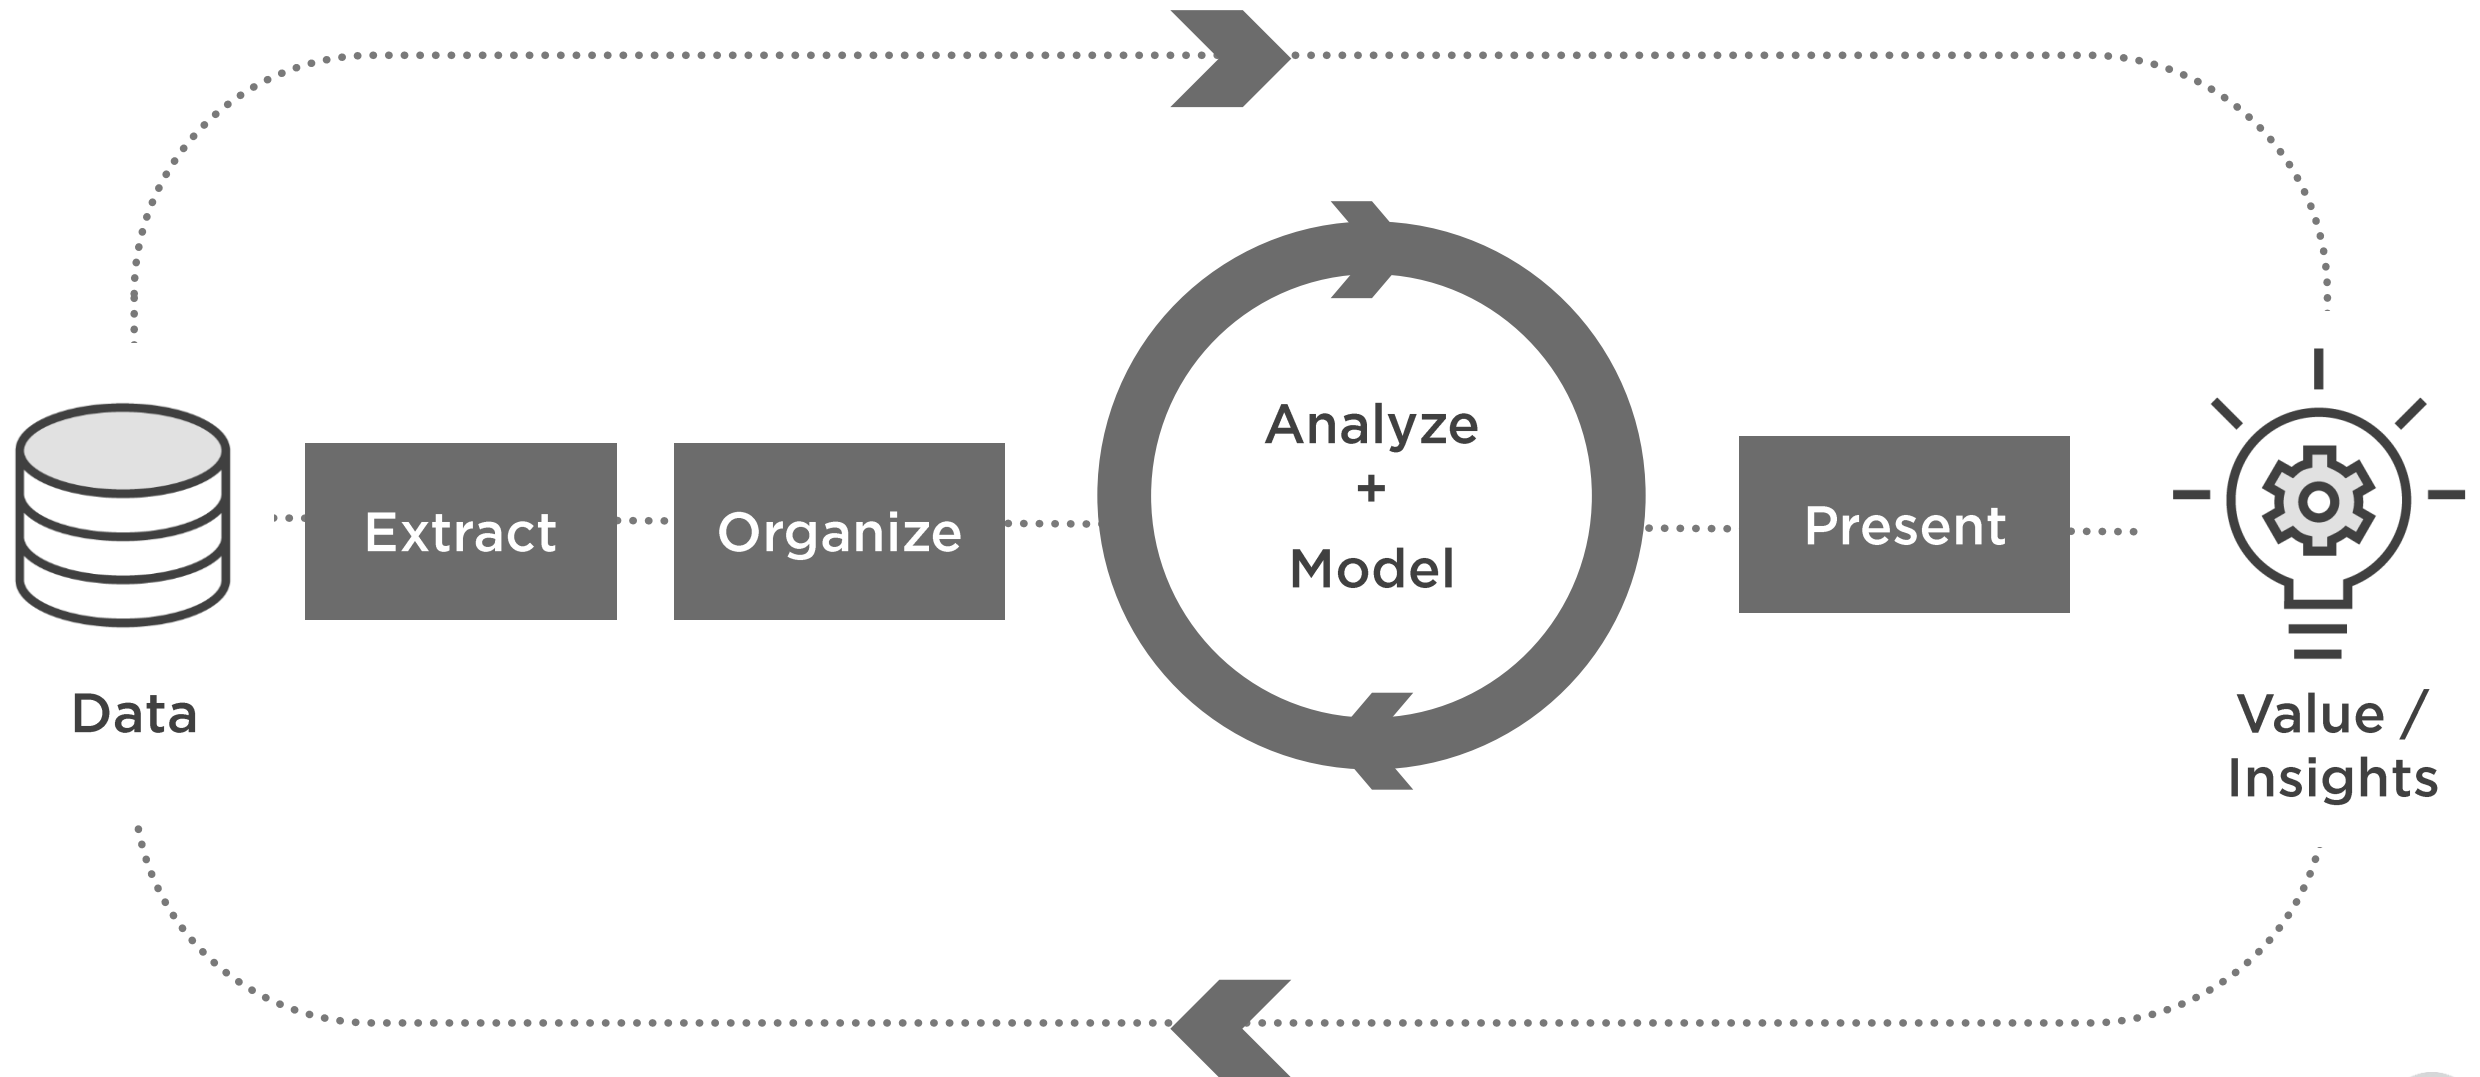 Data
Extract
Organize
Analyze
+
Model
Present
Value /
Insights